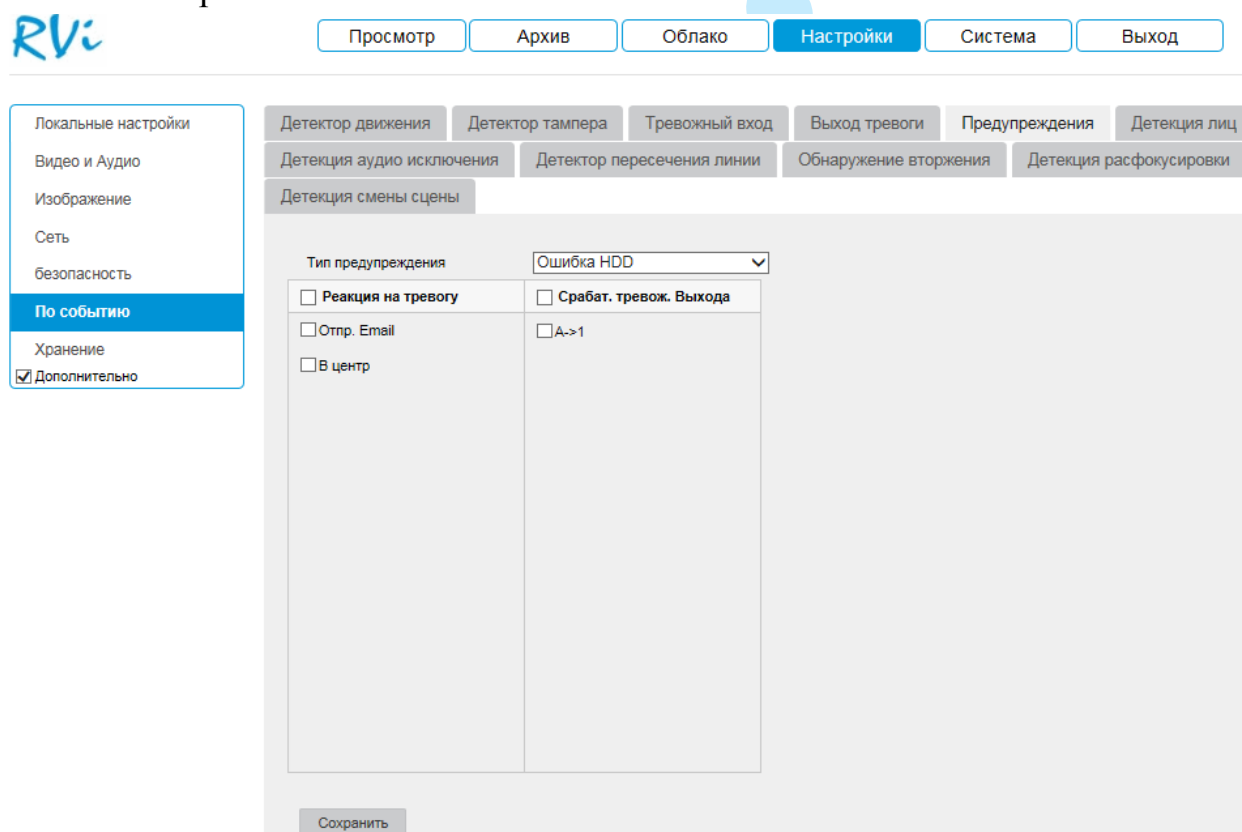 RVi
Просмотр Архив Облако Настройки Система Выход
Локальные настройки
Видео и Аудио
Изображение
Сеть
безопасность
По событию
Хранение
Дополнительно
Детектор движения Детектор тампера Тревожный вход Выход тревоги Предупреждения Детекция лиц
Детекция аудио исключения Детектор пересечения линии Обнаружение вторжения Детекция расфокусировки
Детекция смены сцены
Тип предупреждения Ошибка HDD
Реакция на тревогу Срабат. тревож. Выхода
Отпр. Email A->1
В центр
Сохранить